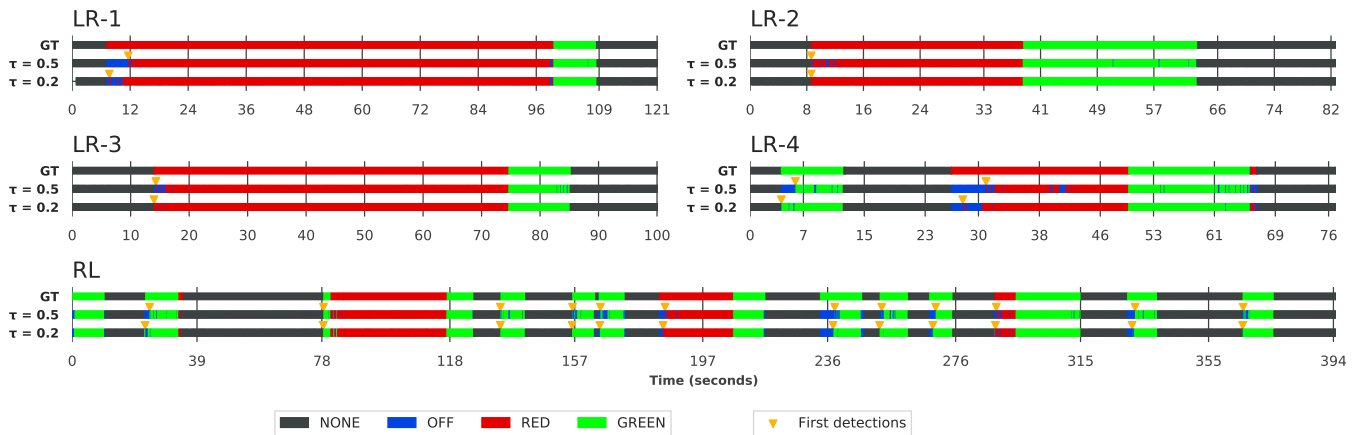 LR-1
GT
τ = 0.5
τ = 0.2
0 12 24 36 48 60 72 84 96 109 121
LR-2
GT
τ = 0.5
τ = 0.2
0 8 16 24 33 41 49 57 66 74 82
LR-3
GT
τ = 0.5
τ = 0.2
0 10 20 30 40 50 60 70 80 90 100
LR-4
GT
τ = 0.5
τ = 0.2
0 7 15 23 30 38 46 53 61 69 76
RL
GT
τ = 0.5
τ = 0.2
0 39 78 118 157 197 236 276 315 355 394
Time (seconds)
NONE OFF RED GREEN First detections